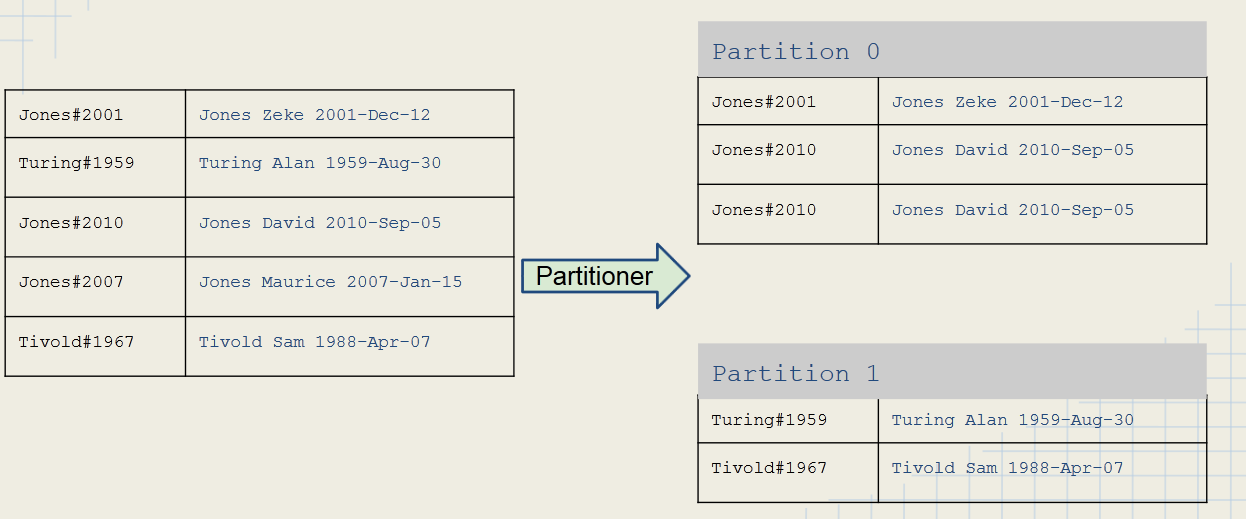 Jones#2001 Jones Zeke 2001-Dec-12
Turing#1959 Turing Alan 1959-Aug-30
Jones#2010 Jones David 2010-Sep-05
Jones#2007 Jones Maurice 2007-Jan-15
Tivold#1967 Tivold Sam 1988-Apr-07
Partitioner
Partition 0
Jones#2001 Jones Zeke 2001-Dec-12
Jones#2010 Jones David 2010-Sep-05
Jones#2010 Jones David 2010-Sep-05
Partition 1
Turing#1959 Turing Alan 1959-Aug-30
Tivold#1967 Tivold Sam 1988-Apr-07